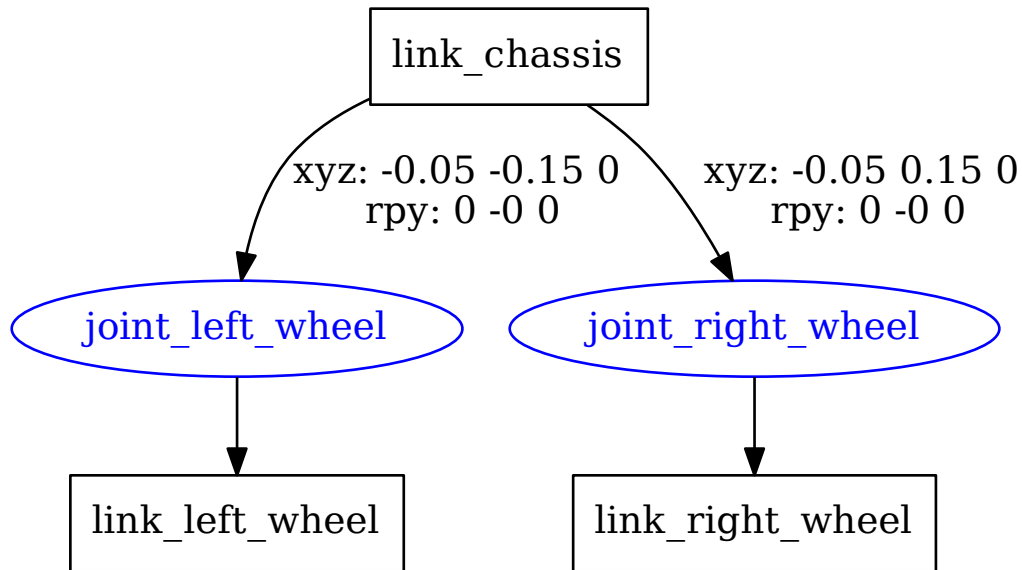 link_chassis
xyz: -0.05 -0.15 0
rpy: 0 -0 0
xyz: -0.05 0.15 0
rpy: 0 -0 0
joint_left_wheel
joint_right_wheel
link_left_wheel
link_right_wheel